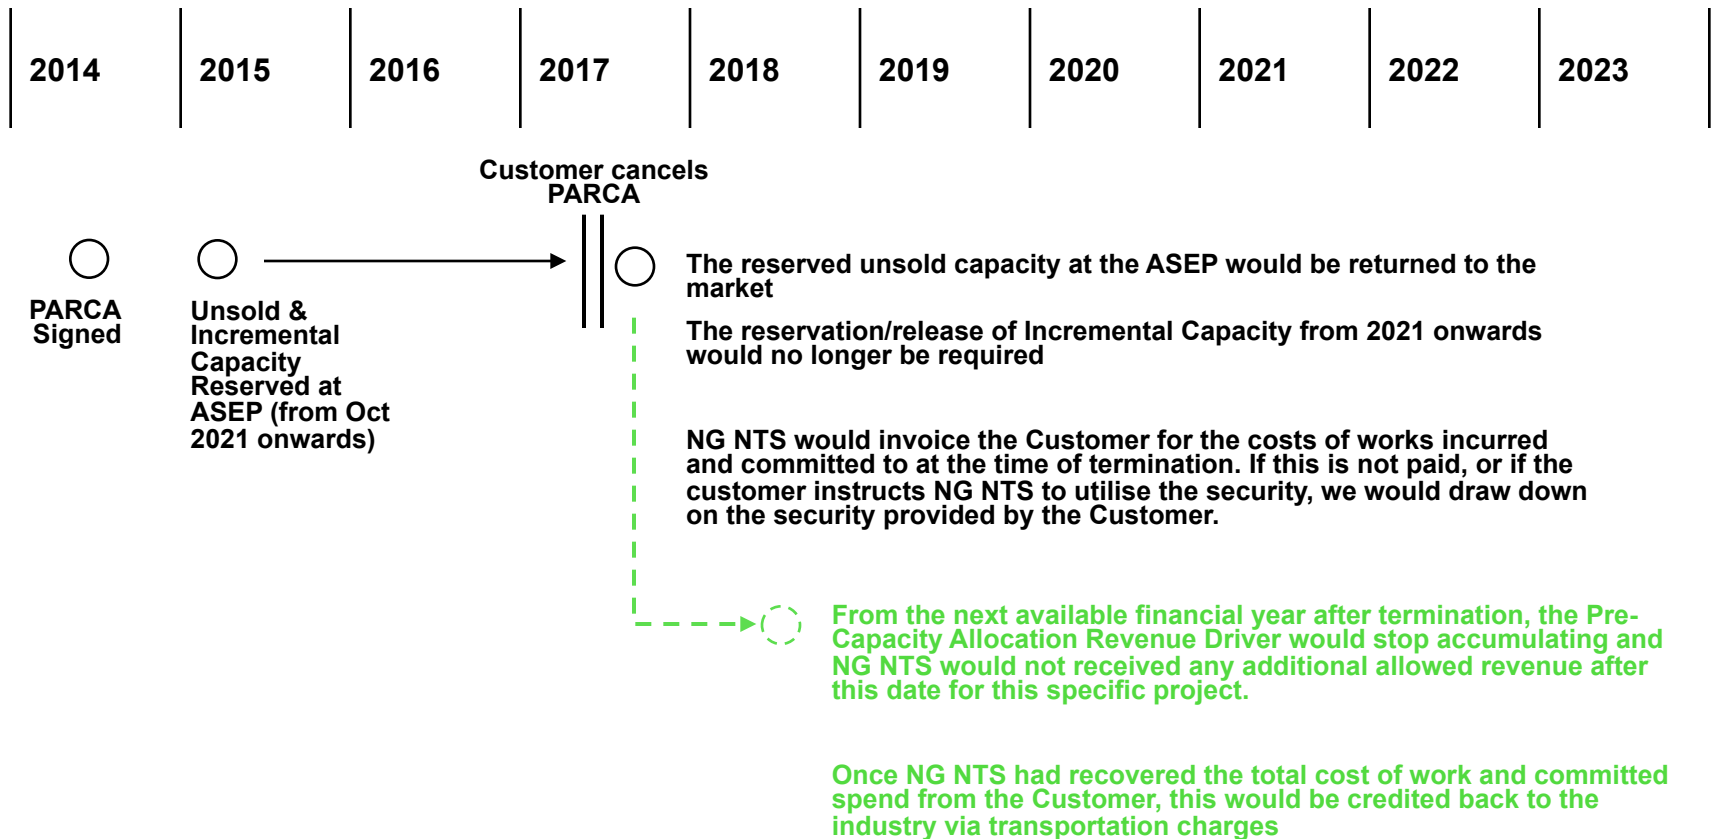 2014 2015 2016 2017 2018 2019 2020 2021 2022 2023
Customer cancels
PARCA
PARCA
Signed
Unsold &
Incremental
Capacity
Reserved at
ASEP (from Oct
2021 onwards)
The reserved unsold capacity at the ASEP would be returned to the
market
The reservation/release of Incremental Capacity from 2021 onwards
would no longer be required
NG NTS would invoice the Customer for the costs of works incurred
and committed to at the time of termination. If this is not paid, or if the
customer instructs NG NTS to utilise the security, we would draw down
on the security provided by the Customer.
From the next available financial year after termination, the Pre-
Capacity Allocation Revenue Driver would stop accumulating and
NG NTS would not received any additional allowed revenue after
this date for this specific project.
Once NG NTS had recovered the total cost of work and committed
spend from the Customer, this would be credited back to the
industry via transportation charges